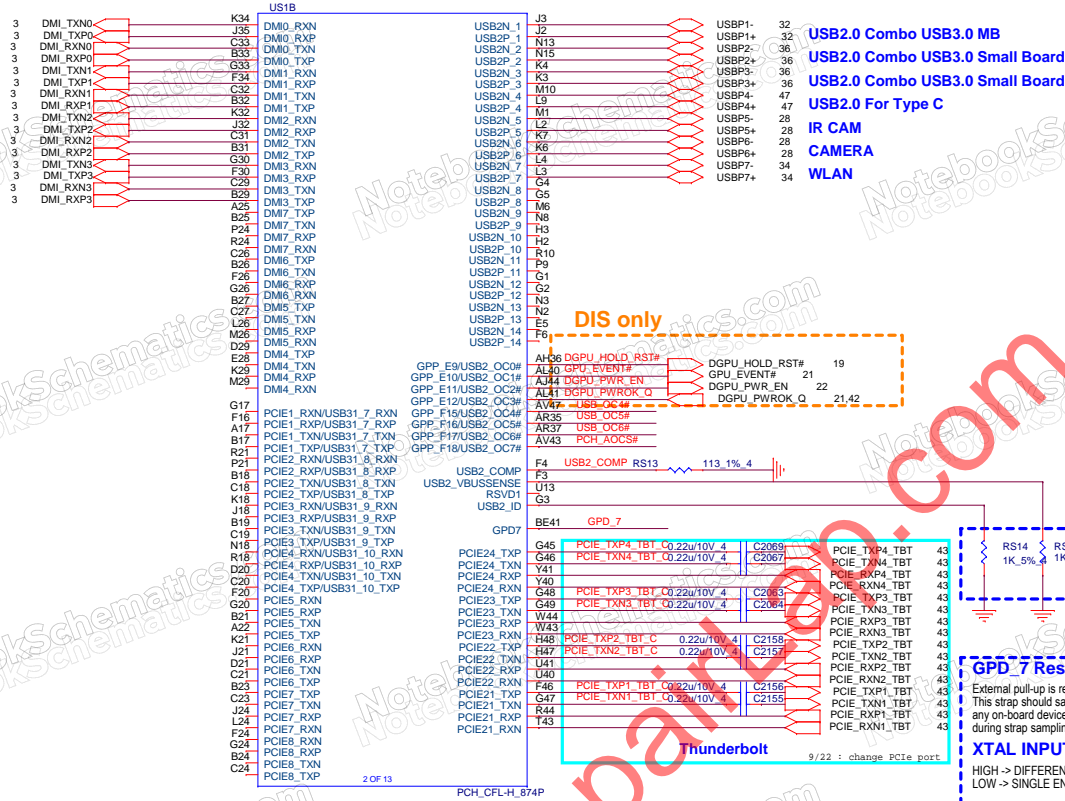 US1B
3 DMI_TXN0 K34 DMI0_RXN
3 DMI_TXP0 J35 DMI0_RXP
3 DMI_RXN0 C33 DMI0_TXN
3 DMI_RXP0 B33 DMI0_TXP
3 DMI_TXN1 G33 DMI1_RXN
3 DMI_TXP1 F34 DMI1_RXP
3 DMI_RXN1 C32 DMI1_TXN
3 DMI_RXP1 B32 DMI1_TXP
3 DMI_TXN2 K32 DMI2_RXN
3 DMI_TXP2 J32 DMI2_RXP
3 DMI_RXN2 C31 DMI2_TXN
3 DMI_RXP2 B31 DMI2_TXP
3 DMI_TXN3 G30 DMI3_RXN
3 DMI_TXP3 F30 DMI3_RXP
3 DMI_RXN3 C29 DMI3_TXN
3 DMI_RXP3 B29 DMI3_TXP
A25 DMI7_TXP
B25 DMI7_TXN
P24 DMI7_RXP
R24 DMI7_RXN
C26 DMI6_TXP
B26 DMI6_TXN
F26 DMI6_RXP
G26 DMI6_RXN
B27 DMI5_TXP
C27 DMI5_TXN
L26 DMI5_RXP
M26 DMI5_RXN
D29 DMI4_TXP
E28 DMI4_TXN
K29 DMI4_RXP
M29 DMI4_RXN
G17 PCIE1_RXN/USB31_7_RXN
F16 PCIE1_RXP/USB31_7_RXP
A17 PCIE1_TXN/USB31_7_TXN
B17 PCIE1_TXP/USB31_7_TXP
R21 PCIE2_RXN/USB31_8_RXN
P21 PCIE2_RXP/USB31_8_RXP
B18 PCIE2_TXN/USB31_8_TXN
C18 PCIE2_TXP/USB31_8_TXP
K18 PCIE3_RXN/USB31_9_RXN
J18 PCIE3_RXP/USB31_9_RXP
B19 PCIE3_TXN/USB31_9_TXN
C19 PCIE3_TXP/USB31_9_TXP
N18 PCIE4_RXN/USB31_10_RXN
R18 PCIE4_RXP/USB31_10_RXP
D20 PCIE4_TXN/USB31_10_TXN
C20 PCIE4_TXP/USB31_10_TXP
F20 PCIE5_RXN
G20 PCIE5_RXP
B21 PCIE5_TXN
A22 PCIE5_TXP
K21 PCIE6_RXN
J21 PCIE6_RXP
D21 PCIE6_TXN
C21 PCIE6_TXP
B23 PCIE7_TXP
C23 PCIE7_TXN
J24 PCIE7_RXP
L24 PCIE7_RXN
F24 PCIE8_RXN
G24 PCIE8_RXP
B24 PCIE8_TXN
C24 PCIE8_TXP
2 OF 13
PCH_CFL-H_874P
USB2N_1 J3 USBP1- 32
USB2P_1 J2 USBP1+ 32
USB2N_2 N13 USBP2- 36
USB2P_2 N15 USBP2+ 36
USB2N_3 K4 USBP3- 36
USB2P_3 K3 USBP3+ 36
USB2N_4 M10 USBP4- 47
USB2P_4 L9 USBP4+ 47
USB2N_5 M1 USBP5- 28
USB2P_5 L2 USBP5+ 28
USB2N_6 K7 USBP6- 28
USB2P_6 K6 USBP6+ 28
USB2N_7 L4 USBP7- 34
USB2P_7 L3 USBP7+ 34
USB2N_8 G4
USB2P_8 G5
USB2N_9 M6
USB2P_9 N8
USB2N_10 H3
USB2P_10 H2
USB2N_11 R10
USB2P_11 P9
USB2N_12 G1
USB2P_12 G2
USB2N_13 N3
USB2P_13 N2
USB2N_14 E5
USB2P_14 F6
USB2.0 Combo USB3.0 MB
USB2.0 Combo USB3.0 Small Board
USB2.0 Combo USB3.0 Small Board
USB2.0 For Type C
IR CAM
CAMERA
WLAN
DIS only
GPP_E9/USB2_OC0# AH36 DGPU_HOLD_RST# DGPU_HOLD_RST# 19
GPP_E10/USB2_OC1# AL40 GPU_EVENT# GPU_EVENT# 21
GPP_E11/USB2_OC2# AJ44 DGPU_PWR_EN DGPU_PWR_EN 22
GPP_E12/USB2_OC3# AL41 DGPU_PWROK_Q DGPU_PWROK_Q 21,42
GPP_F15/USB2_OC4# AV47 USB_OC4#
GPP_F16/USB2_OC5# AR35 USB_OC5#
GPP_F17/USB2_OC6# AR37 USB_OC6#
GPP_F18/USB2_OC7# AV43 PCH_AOCS#
USB2_COMP F4 USB2_COMP RS13 113_1%_4
USB2_VBUSSENSE F3
RSVD1 U13
USB2_ID G3
GPD7 BE41 GPD_7
PCIE24_TXP G45 PCIE_TXP4_TBT_C 0.22u/10V_4 C2069 PCIE_TXP4_TBT 43
PCIE24_TXN G46 PCIE_TXN4_TBT_C 0.22u/10V_4 C2067 PCIE_TXN4_TBT 43
PCIE24_RXP Y41 PCIE_RXP4_TBT 43
PCIE24_RXN Y40 PCIE_RXN4_TBT 43
PCIE23_TXP G48 PCIE_TXP3_TBT_C 0.22u/10V_4 C2063 PCIE_TXP3_TBT 43
PCIE23_TXN G49 PCIE_TXN3_TBT_C 0.22u/10V_4 C2064 PCIE_TXN3_TBT 43
PCIE23_RXP W44 PCIE_RXP3_TBT 43
PCIE23_RXN W43 PCIE_RXN3_TBT 43
PCIE22_TXP H48 PCIE_TXP2_TBT_C 0.22u/10V_4 C2158 PCIE_TXP2_TBT 43
PCIE22_TXN H47 PCIE_TXN2_TBT_C 0.22u/10V_4 C2157 PCIE_TXN2_TBT 43
PCIE22_RXP U41 PCIE_RXP2_TBT 43
PCIE22_RXN U40 PCIE_RXN2_TBT 43
PCIE21_TXP F46 PCIE_TXP1_TBT_C 0.22u/10V_4 C2156 PCIE_TXP1_TBT 43
PCIE21_TXN G47 PCIE_TXN1_TBT_C 0.22u/10V_4 C2155 PCIE_TXN1_TBT 43
PCIE21_RXP R44 PCIE_RXP1_TBT 43
PCIE21_RXN T43 PCIE_RXN1_TBT 43
Thunderbolt
9/22 : change PCIe port
RS14
1K_5%_4
RS
1K
GPD_7 Res
External pull-up is re
This strap should sa
any on-board device
during strap samplin
XTAL INPUT
HIGH -> DIFFEREN
LOW -> SINGLE EN
NotebookSchematics.com
pairLap.com